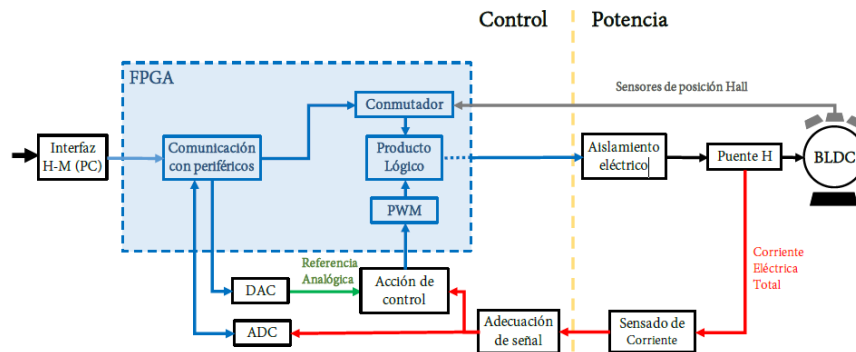 Control
Potencia
FPGA
Sensores de posición Hall
Conmutador
Interfaz
H-M (PC)
Comunicación
con periféricos
Producto
Lógico
Aislamiento
eléctrico
Puente H
BLDC
PWM
Referencia
Analógica
Corriente
Eléctrica
Total
DAC
Acción de
control
ADC
Adecuación
de señal
Sensado de
Corriente